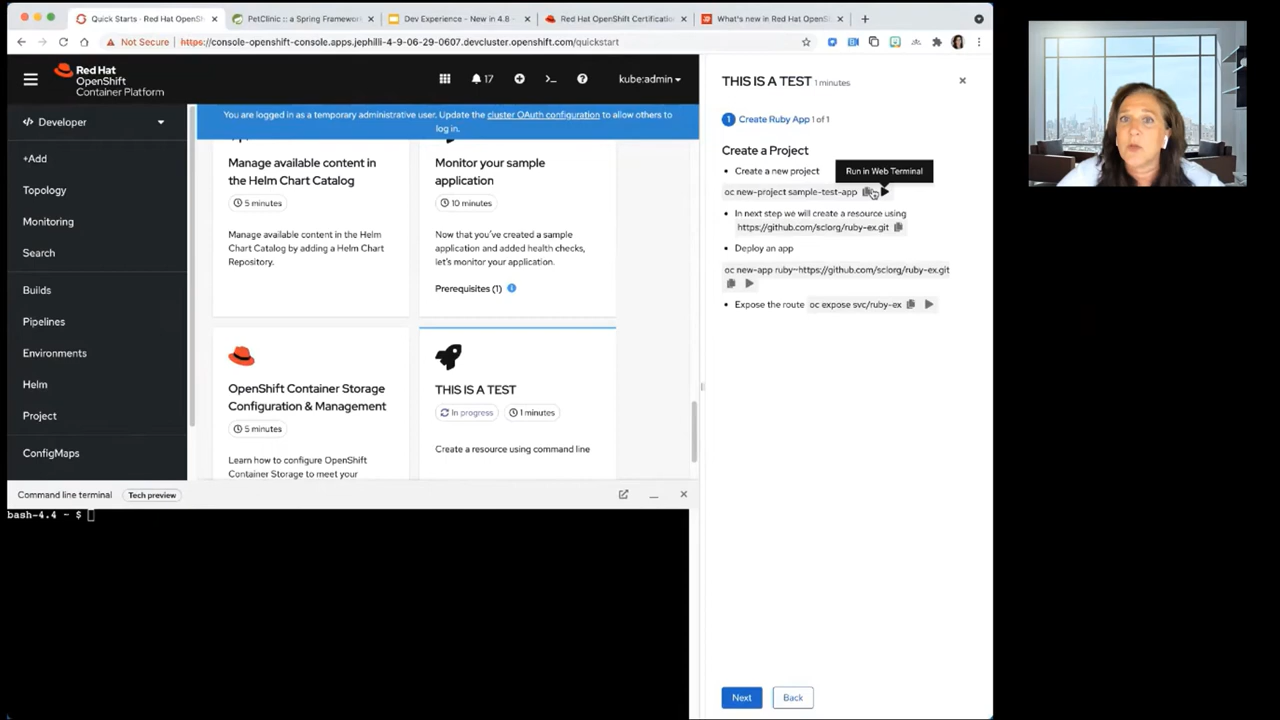 Quick Starts · Red Hat OpenSh
PetClinic :: a Spring Framework
Dev Experience - New in 4.8 -
Red Hat OpenShift Certification
What's new in Red Hat OpenSh
Not Secure
https://console-openshift-console.apps.jephilli-4-9-06-29-0607.devcluster.openshift.com/quickstart
Red Hat
OpenShift
Container Platform
17
kube:admin
Developer
+Add
Topology
Monitoring
Search
Builds
Pipelines
Environments
Helm
Project
ConfigMaps
You are logged in as a temporary administrative user. Update the cluster OAuth configuration to allow others to
log in.
Manage available content in
the Helm Chart Catalog
5 minutes
Manage available content in the Helm
Chart Catalog by adding a Helm Chart
Repository.
Monitor your sample
application
10 minutes
Now that you've created a sample
application and added health checks,
let's monitor your application.
Prerequisites (1)
OpenShift Container Storage
Configuration & Management
5 minutes
Learn how to configure OpenShift
Container Storage to meet your
THIS IS A TEST
In progress
1 minutes
Create a resource using command line
Command line terminal
Tech preview
bash-4.4 ~ $
THIS IS A TEST 1 minutes
1 Create Ruby App 1 of 1
Create a Project
• Create a new project
Run in Web Terminal
oc new-project sample-test-app
• In next step we will create a resource using
https://github.com/sclorg/ruby-ex.git
• Deploy an app
oc new-app ruby~https://github.com/sclorg/ruby-ex.git
• Expose the route oc expose svc/ruby-ex
Next
Back